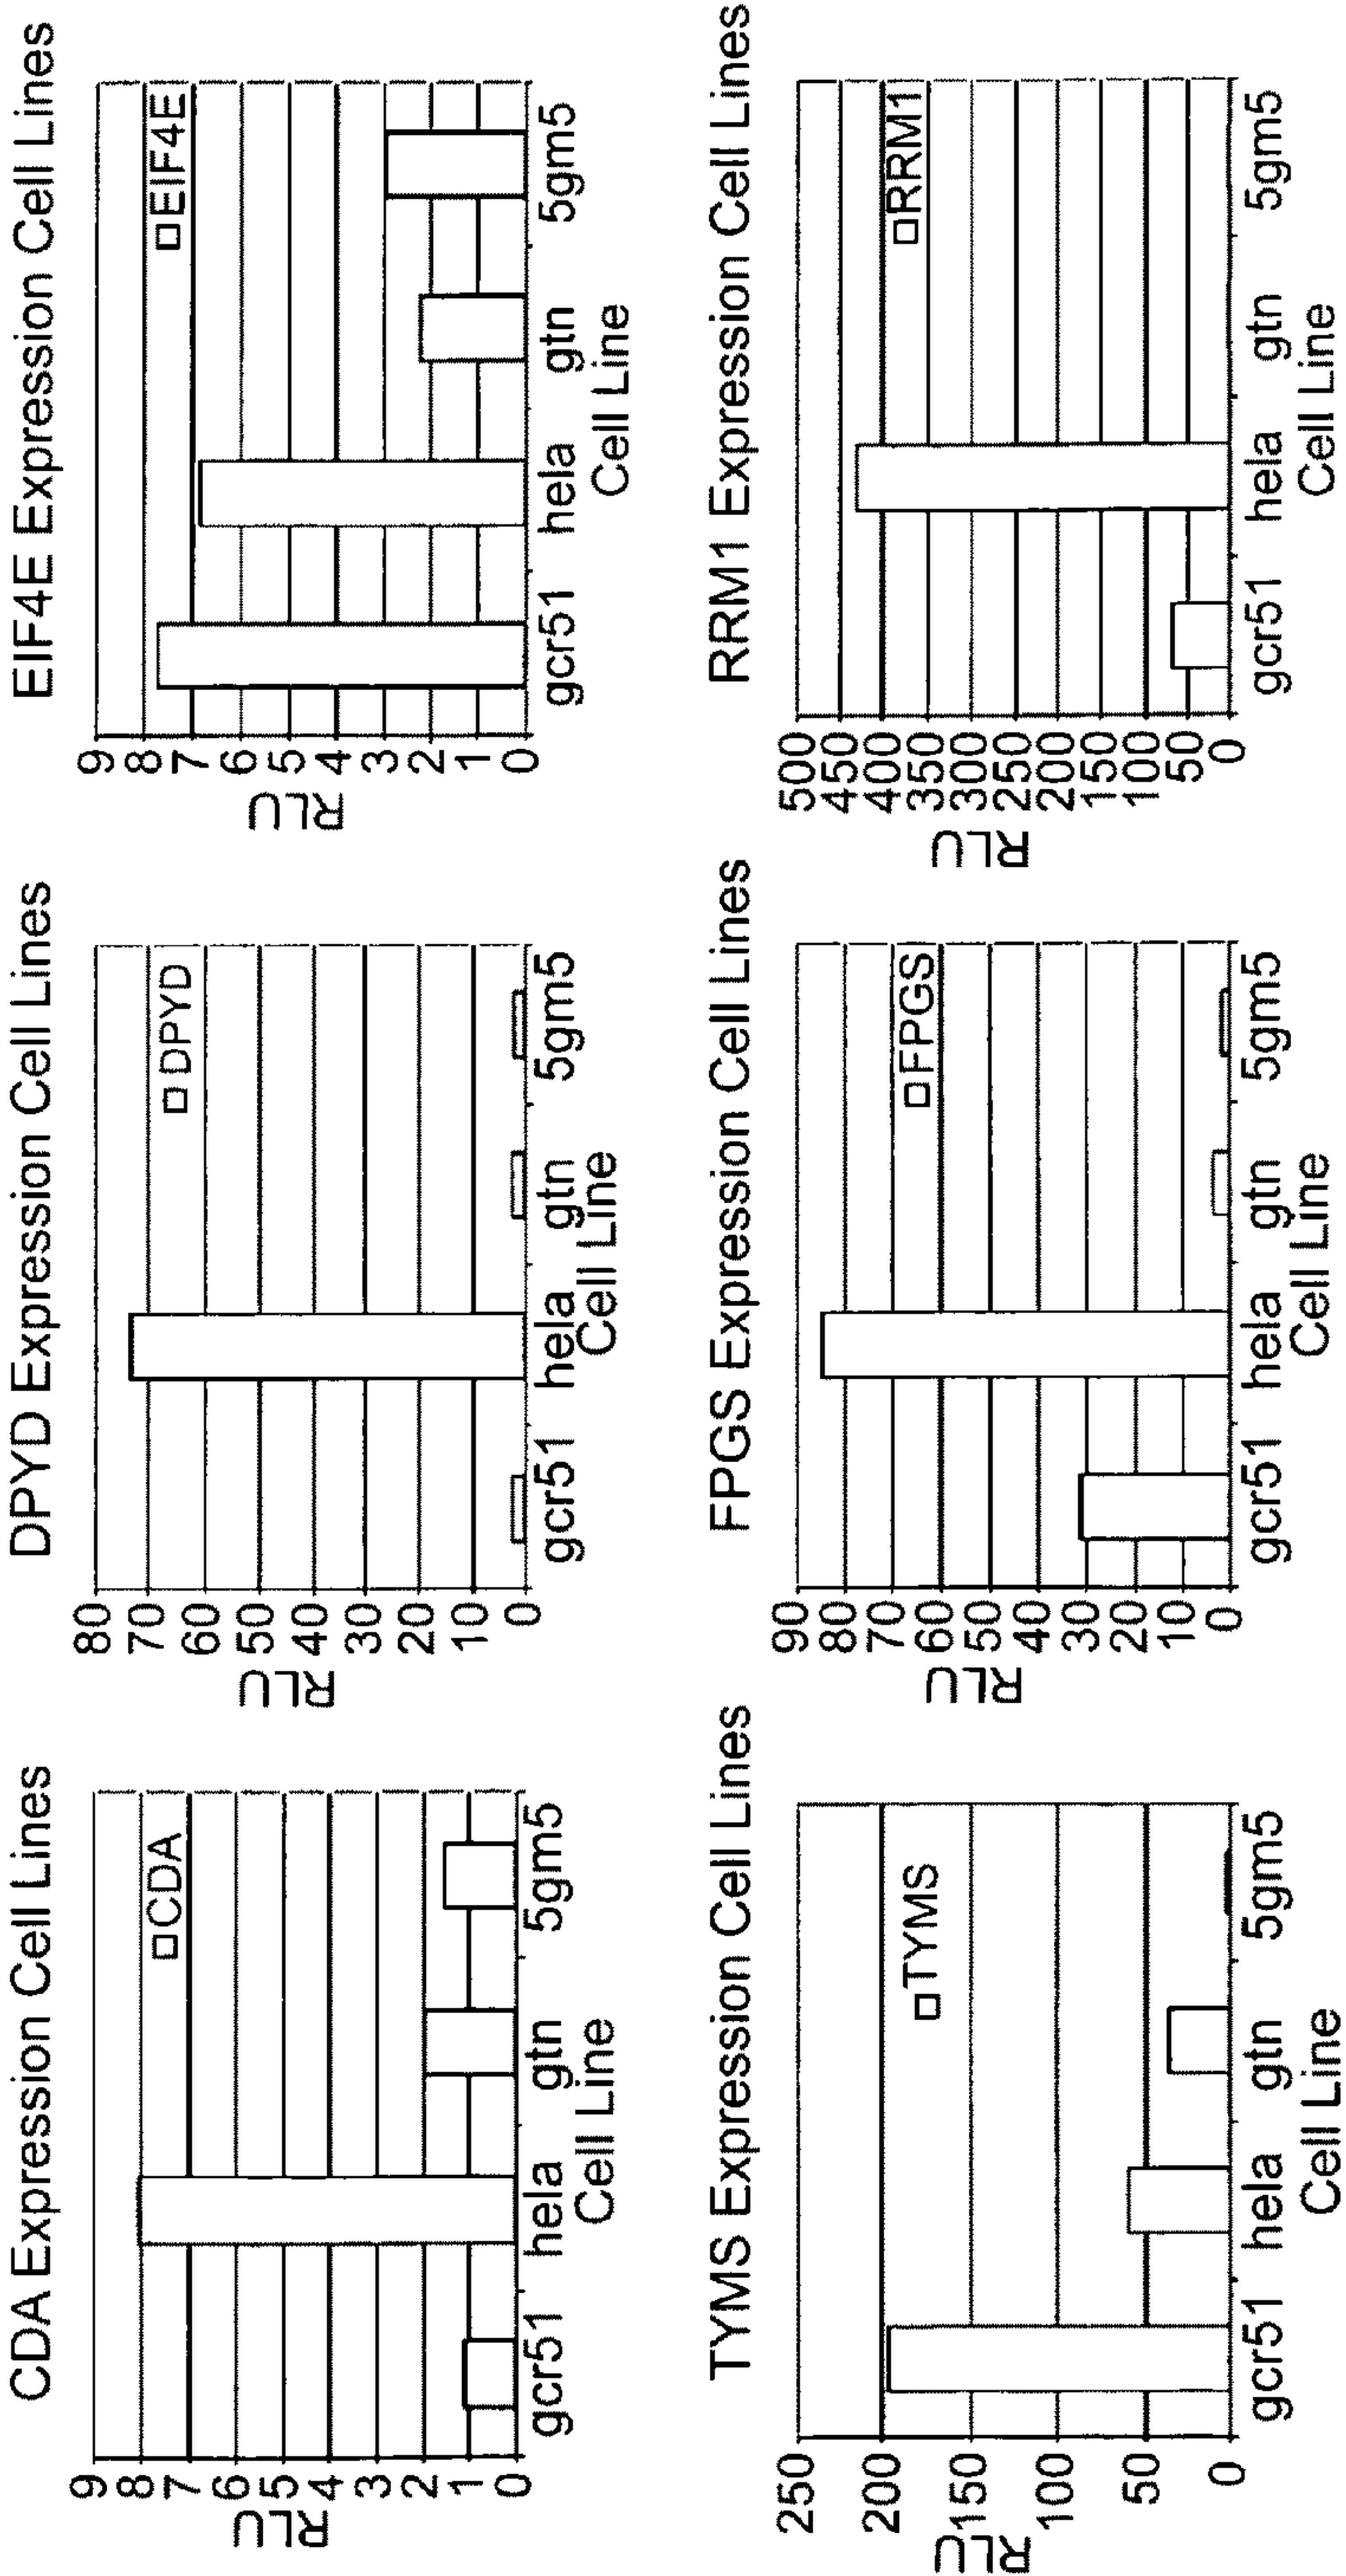 CDA Expression Cell Lines
RLU
9
8
7
6
5
4
3
2
1
0
CDA
gcr51 hela gtn 5gm5
Cell Line
DPYD Expression Cell Lines
RLU
80
70
60
50
40
30
20
10
0
DPYD
gcr51 hela gtn 5gm5
Cell Line
EIF4E Expression Cell Lines
RLU
9
8
7
6
5
4
3
2
1
0
EIF4E
gcr51 hela gtn 5gm5
Cell Line
TYMS Expression Cell Lines
RLU
250
200
150
100
50
0
TYMS
gcr51 hela gtn 5gm5
Cell Line
FPGS Expression Cell Lines
RLU
90
80
70
60
50
40
30
20
10
0
FPGS
gcr51 hela gtn 5gm5
Cell Line
RRM1 Expression Cell Lines
RLU
500
450
400
350
300
250
200
150
100
50
0
RRM1
gcr51 hela gtn 5gm5
Cell Line